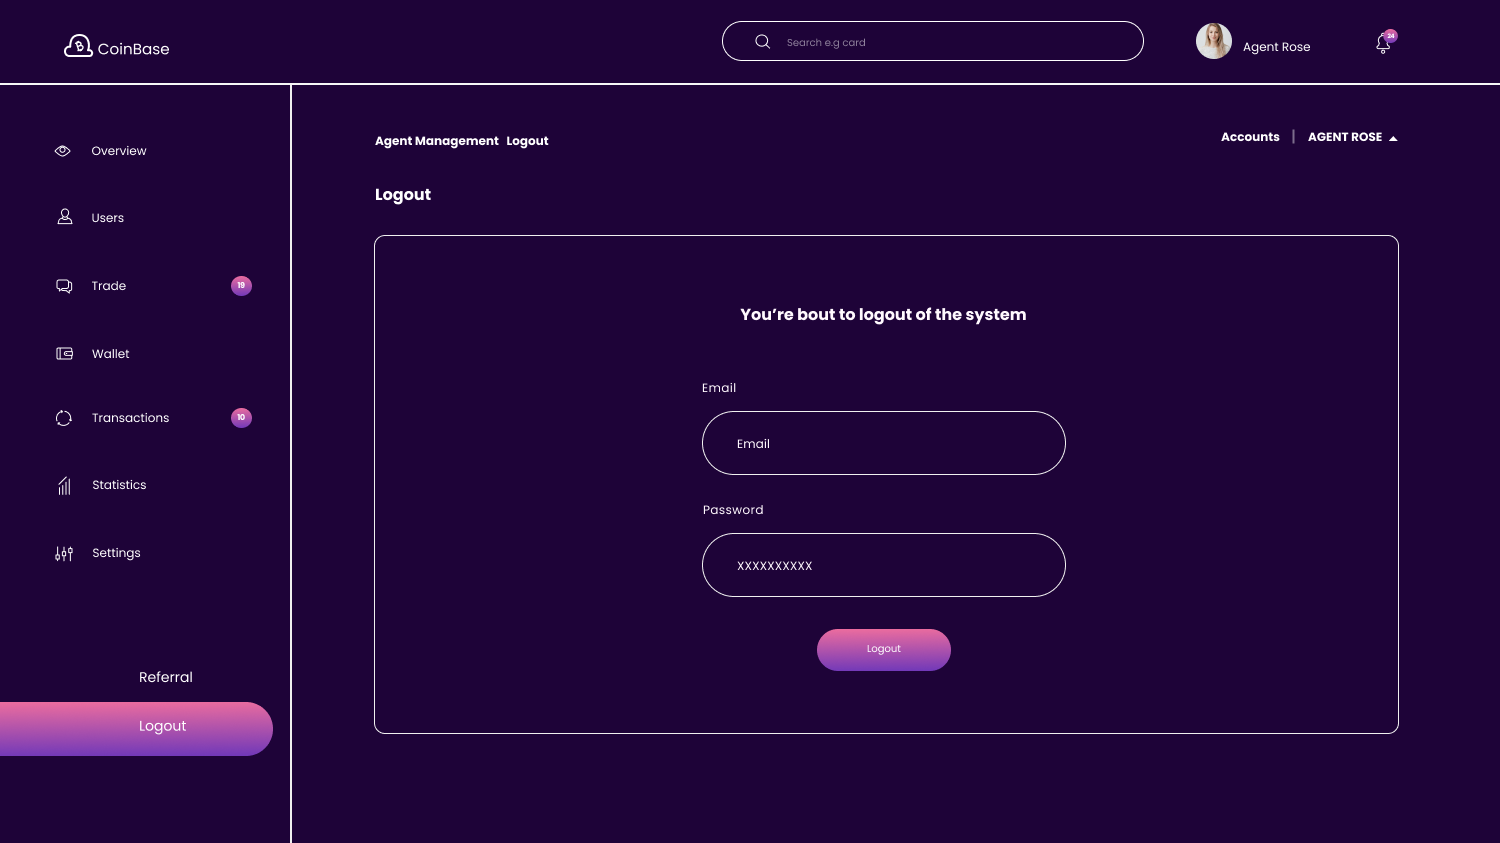 CoinBase
Search e.g card
Agent Rose
24
Overview
Users
Trade 19
Wallet
Transactions 10
Statistics
Settings
Referral
Logout
Agent Management Logout
Accounts | AGENT ROSE
Logout
You’re bout to logout of the system
Email
Email
Password
XXXXXXXXXX
Logout